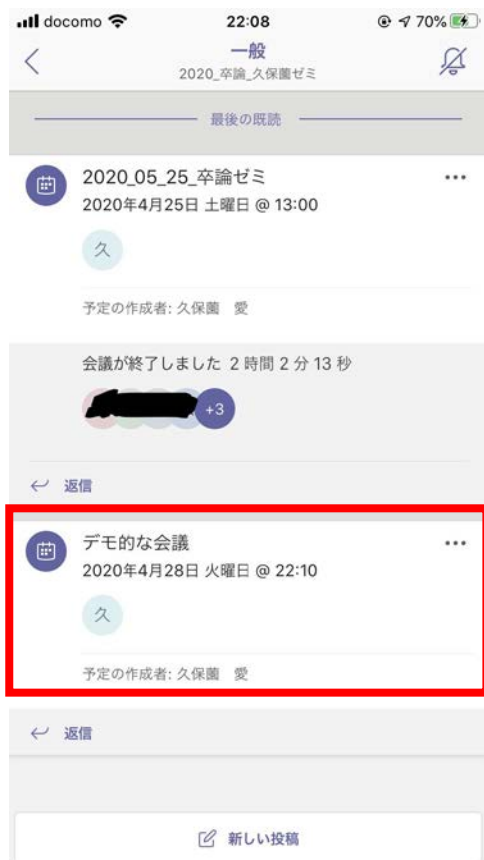 docomo 22:08 70%
一般
2020_卒論_久保薗ゼミ
最後の既読
2020_05_25_卒論ゼミ
2020年4月25日 土曜日 @ 13:00
久
予定の作成者: 久保薗 愛
会議が終了しました 2 時間 2 分 13 秒
+3
返信
デモ的な会議
2020年4月28日 火曜日 @ 22:10
久
予定の作成者: 久保薗 愛
返信
新しい投稿